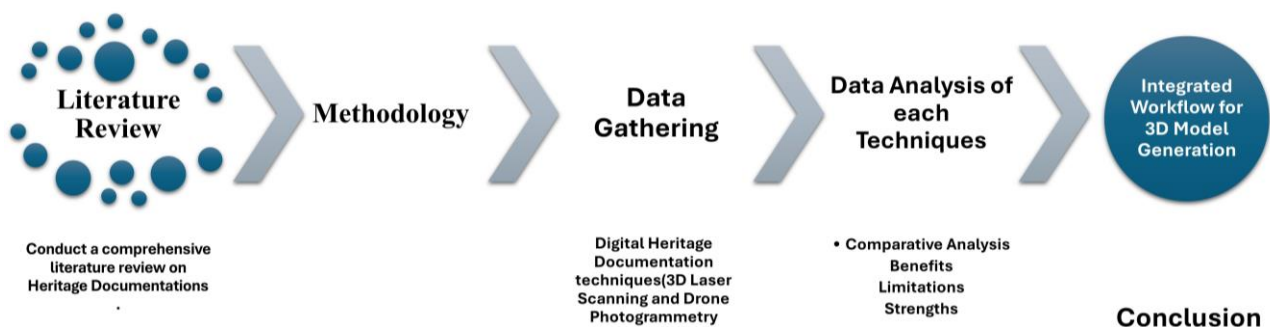 Literature
Review
Conduct a comprehensive
literature review on
Heritage Documentations
.
Methodology
Data
Gathering
Digital Heritage
Documentation
techniques(3D Laser
Scanning and Drone
Photogrammetry
Data Analysis of
each
Techniques
• Comparative Analysis
Benefits
Limitations
Strengths
Integrated
Workflow for
3D Model
Generation
Conclusion